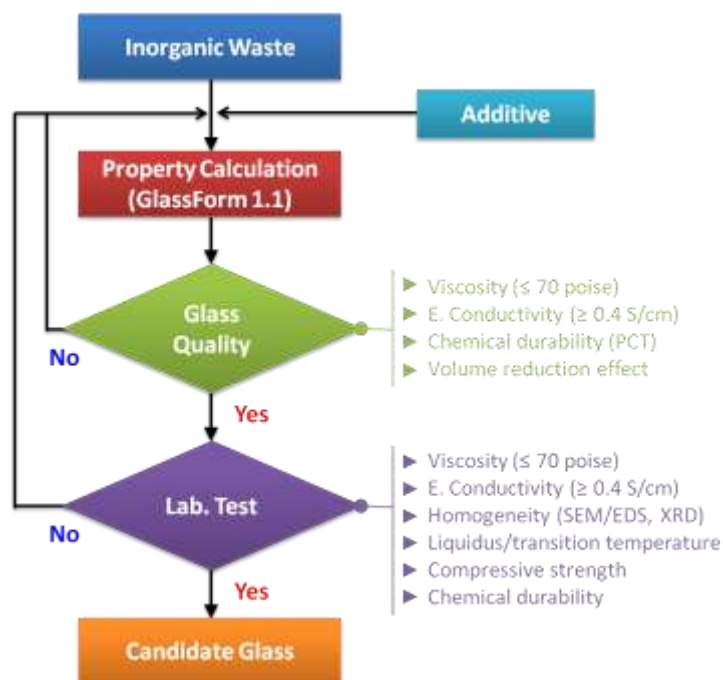 Inorganic Waste
Additive
Property Calculation
(GlassForm 1.1)
Glass
Quality
Viscosity (≤ 70 poise)
E. Conductivity (≥ 0.4 S/cm)
Chemical durability (PCT)
Volume reduction effect
No
Yes
Lab. Test
Viscosity (≤ 70 poise)
E. Conductivity (≥ 0.4 S/cm)
Homogeneity (SEM/EDS, XRD)
Liquidus/transition temperature
Compressive strength
Chemical durability
No
Yes
Candidate Glass